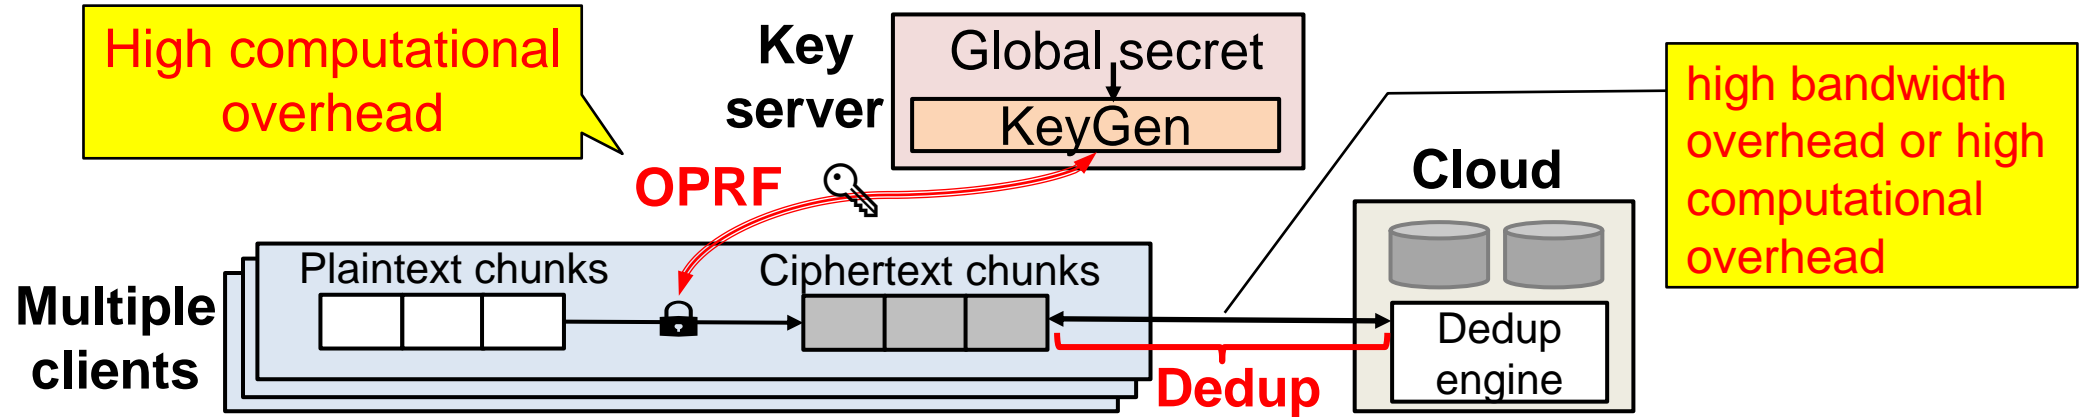 High computational
overhead
Key
server
Global secret
KeyGen
high bandwidth
overhead or high
computational
overhead
OPRF
Cloud
Multiple
clients
Plaintext chunks
Ciphertext chunks
Dedup
engine
Dedup